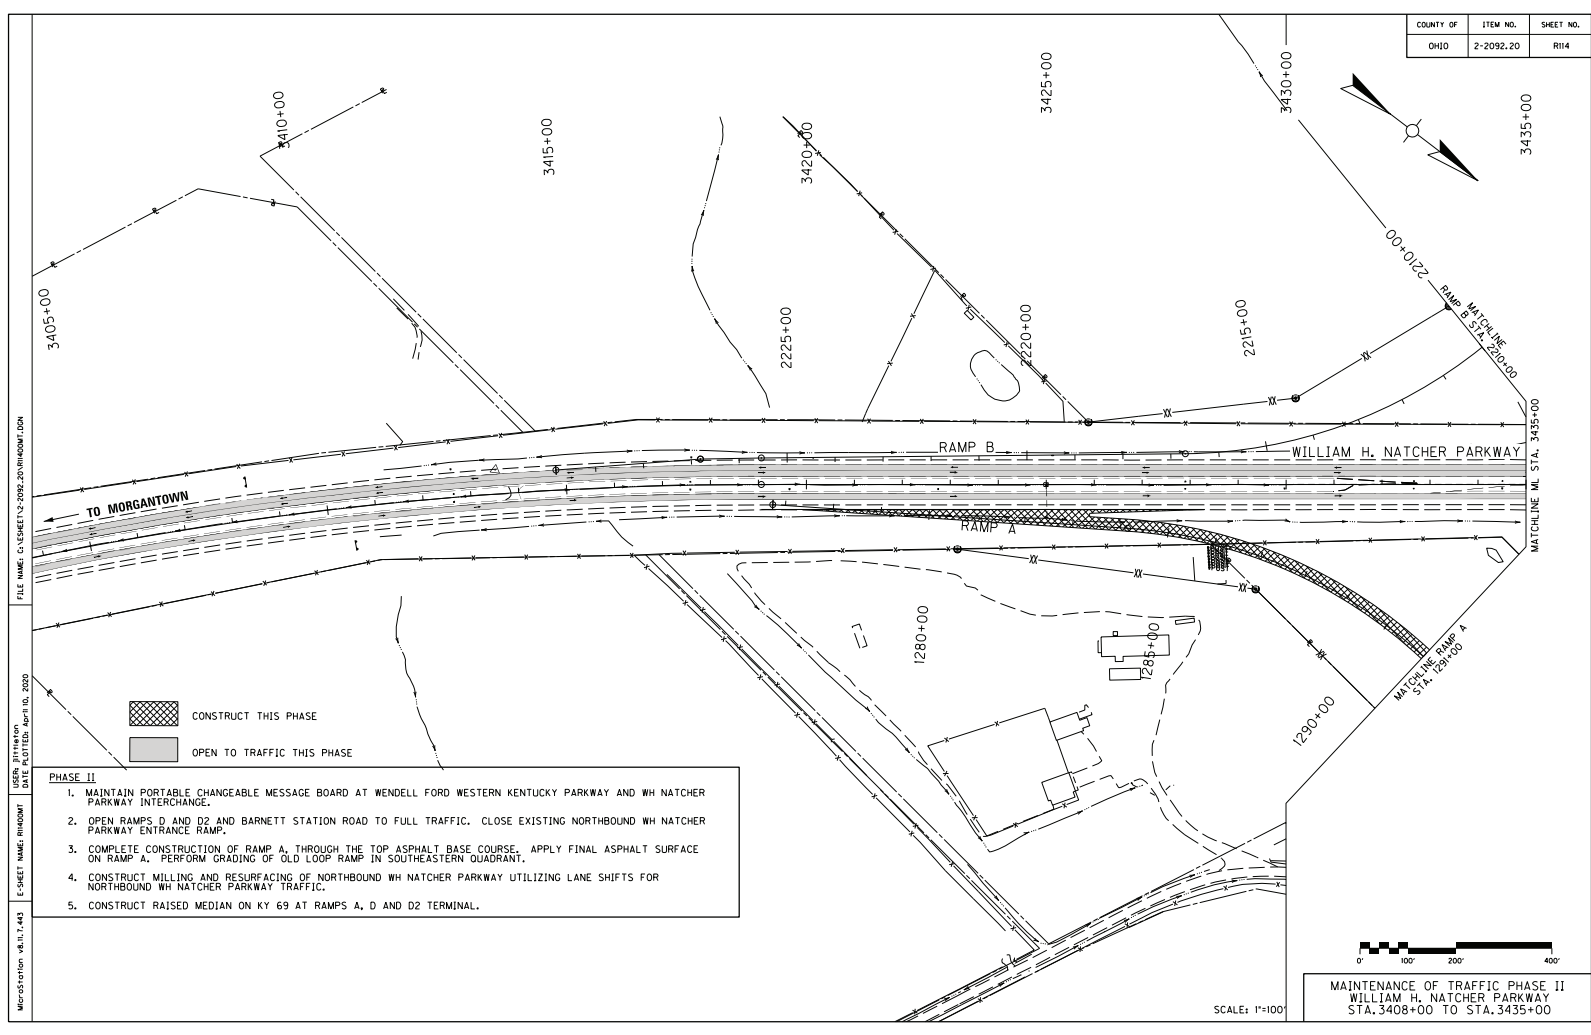 COUNTY OF
ITEM NO.
SHEET NO.
OHIO
2-2092.20
R114
3405+00
3410+00
3415+00
3420+00
3425+00
3430+00
3435+00
2225+00
2220+00
2215+00
2210+00
MATCHLINE
RAMP B STA. 2210+00
MATCHLINE ML STA. 3435+00
RAMP B
WILLIAM H. NATCHER PARKWAY
TO MORGANTOWN
RAMP A
XX
XX
XX
XX
XX
XX
XX
1280+00
1285+00
1290+00
MATCHLINE RAMP A
STA. 1291+00
CONSTRUCT THIS PHASE
OPEN TO TRAFFIC THIS PHASE
PHASE II
1. MAINTAIN PORTABLE CHANGEABLE MESSAGE BOARD AT WENDELL FORD WESTERN KENTUCKY PARKWAY AND WH NATCHER
PARKWAY INTERCHANGE.
2. OPEN RAMPS D AND D2 AND BARNETT STATION ROAD TO FULL TRAFFIC. CLOSE EXISTING NORTHBOUND WH NATCHER
PARKWAY ENTRANCE RAMP.
3. COMPLETE CONSTRUCTION OF RAMP A, THROUGH THE TOP ASPHALT BASE COURSE. APPLY FINAL ASPHALT SURFACE
ON RAMP A. PERFORM GRADING OF OLD LOOP RAMP IN SOUTHEASTERN QUADRANT.
4. CONSTRUCT MILLING AND RESURFACING OF NORTHBOUND WH NATCHER PARKWAY UTILIZING LANE SHIFTS FOR
NORTHBOUND WH NATCHER PARKWAY TRAFFIC.
5. CONSTRUCT RAISED MEDIAN ON KY 69 AT RAMPS A, D AND D2 TERMINAL.
0' 100' 200' 400'
SCALE: 1"=100'
MAINTENANCE OF TRAFFIC PHASE II
WILLIAM H. NATCHER PARKWAY
STA.3408+00 TO STA.3435+00
FILE NAME: C:\ESHEET\2-2092.20\R11400MT.DGN
DATE PLOTTED: April 10, 2020
E-SHEET NAME: R11400MT
MicroStation v8.11.7.443